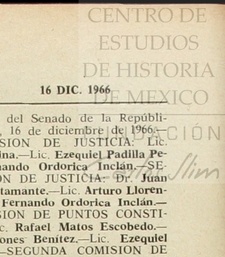 CENTRO DE
ESTUDIOS
DE HISTORIA
DE MEXICO
16 DIC. 1966
del Senado de la Repúbli-
, 16 de diciembre de 1966.—
SION DE JUSTICIA: Lic.
ina.—Lic. Ezequiel Padilla Pe-
nando Ordorica Inclán.—SE-
ON DE JUSTICIA: Dr. Juan
tamante.—Lic. Arturo Lloren-
Fernando Ordorica Inclán.—
SION DE PUNTOS CONSTI-
c. Rafael Matos Escobedo.—
ones Benítez.—Lic. Ezequiel
—SEGUNDA COMISION DE